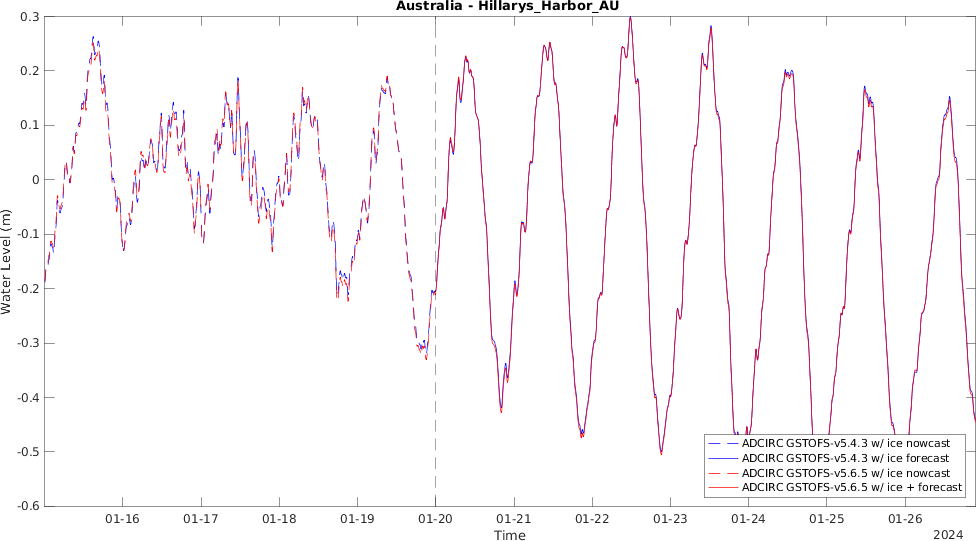 Australia - Hillarys_Harbor_AU
0.3
0.2
0.1
0
-0.1
-0.2
-0.3
-0.4
-0.5
-0.6
Water Level (m)
ADCIRC GSTOFS-v5.4.3 w/ ice nowcast
ADCIRC GSTOFS-v5.4.3 w/ ice forecast
ADCIRC GSTOFS-v5.6.5 w/ ice nowcast
ADCIRC GSTOFS-v5.6.5 w/ ice + forecast
01-16 01-17 01-18 01-19 01-20 01-21 01-22 01-23 01-24 01-25 01-26
Time
2024